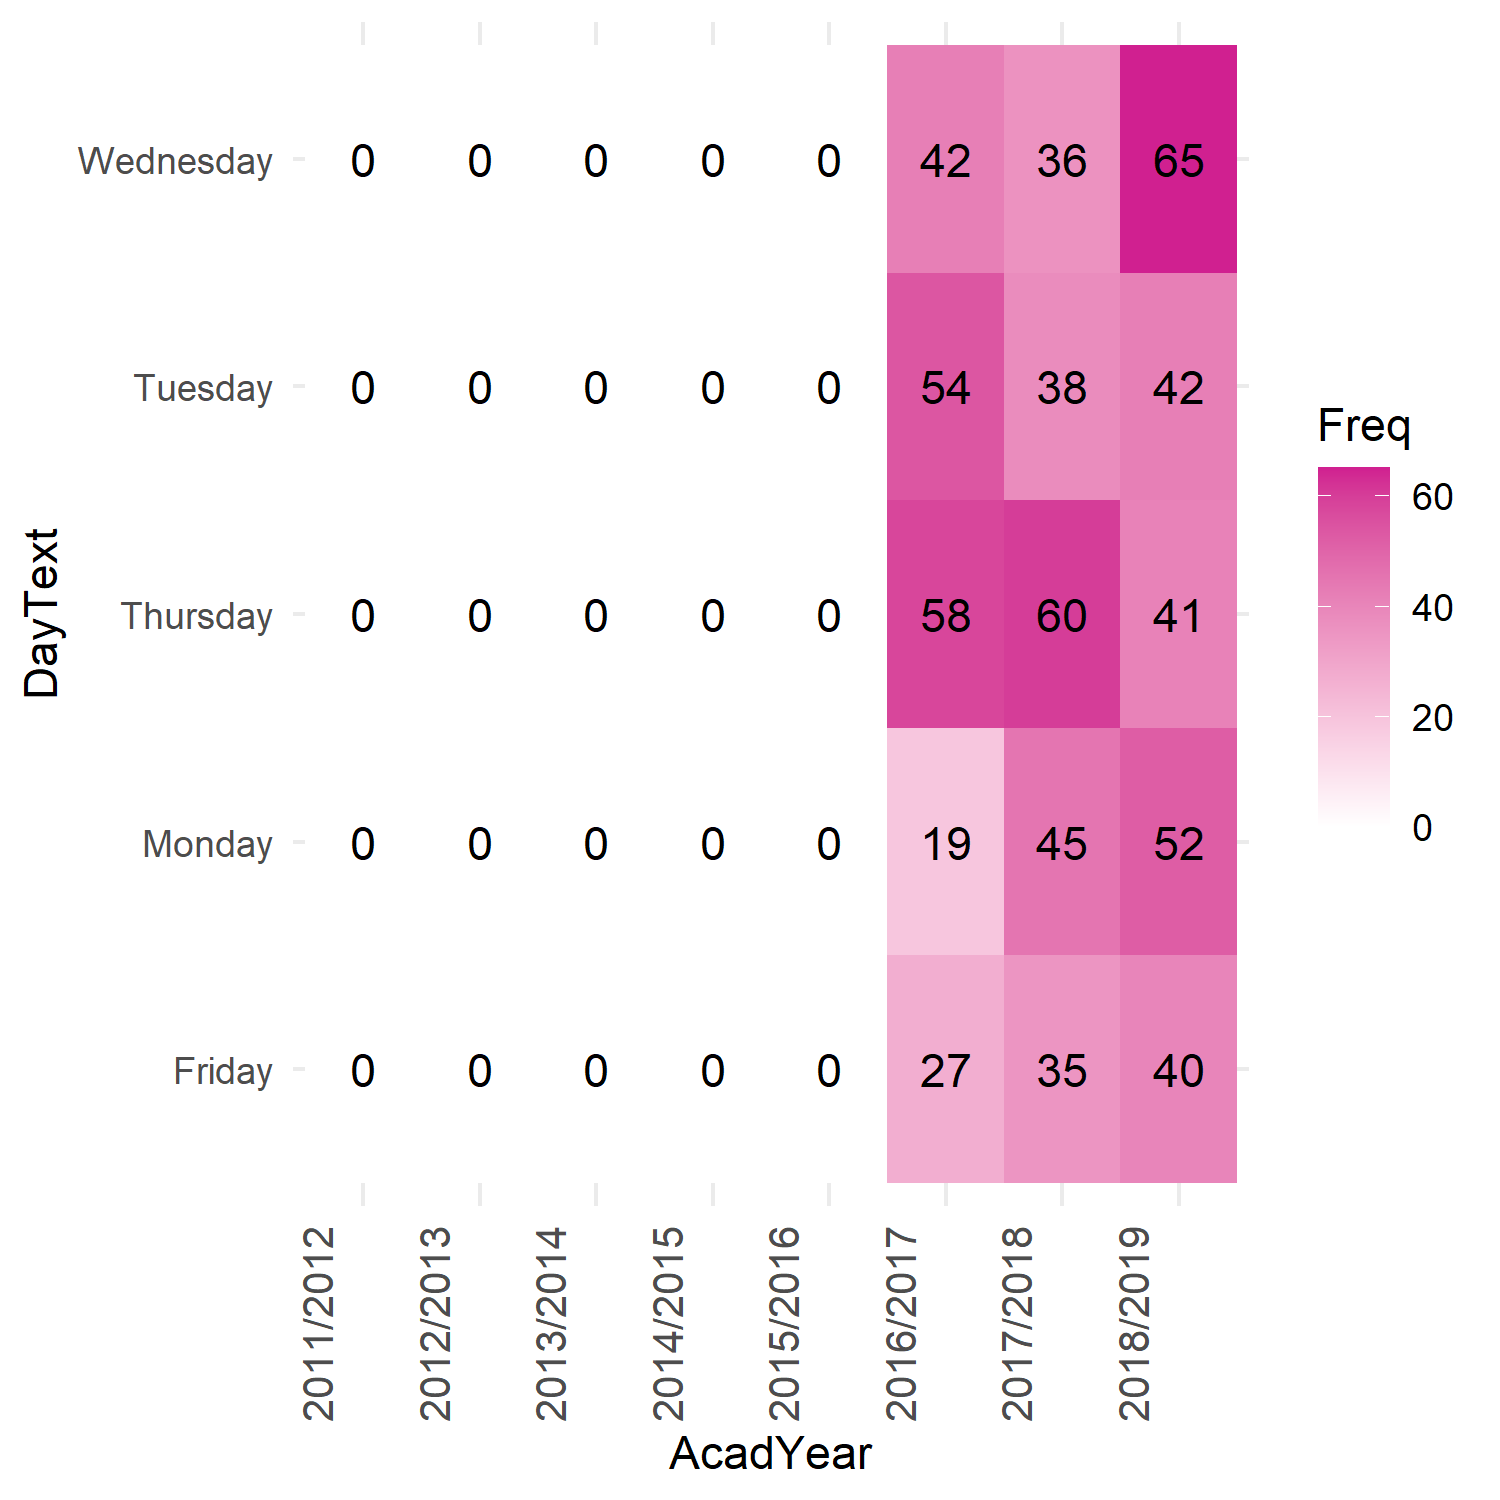 Wednesday 0 0 0 0 0 42 36 65
Tuesday 0 0 0 0 0 54 38 42
Thursday 0 0 0 0 0 58 60 41
Monday 0 0 0 0 0 19 45 52
Friday 0 0 0 0 0 27 35 40
DayText
2011/2012
2012/2013
2013/2014
2014/2015
2015/2016
2016/2017
2017/2018
2018/2019
AcadYear
Freq
60
40
20
0